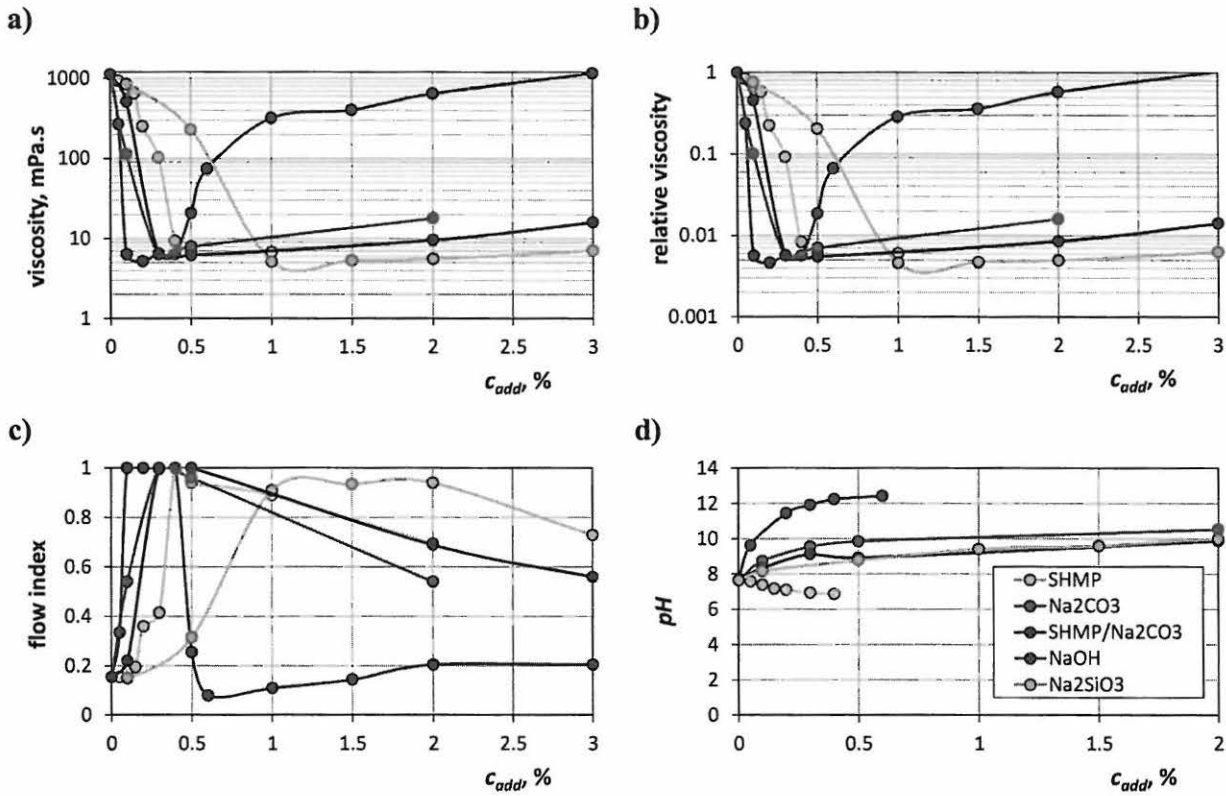 a)
viscosity, mPa.s
1000
100
10
1
0 0.5 1 1.5 2 2.5 3
c_add, %
b)
relative viscosity
1
0.1
0.01
0.001
0 0.5 1 1.5 2 2.5 3
c_add, %
c)
flow index
1
0.8
0.6
0.4
0.2
0
0 0.5 1 1.5 2 2.5 3
c_add, %
d)
pH
14
12
10
8
6
4
2
0
SHMP
Na2CO3
SHMP/Na2CO3
NaOH
Na2SiO3
0 0.5 1 1.5 2
c_add, %